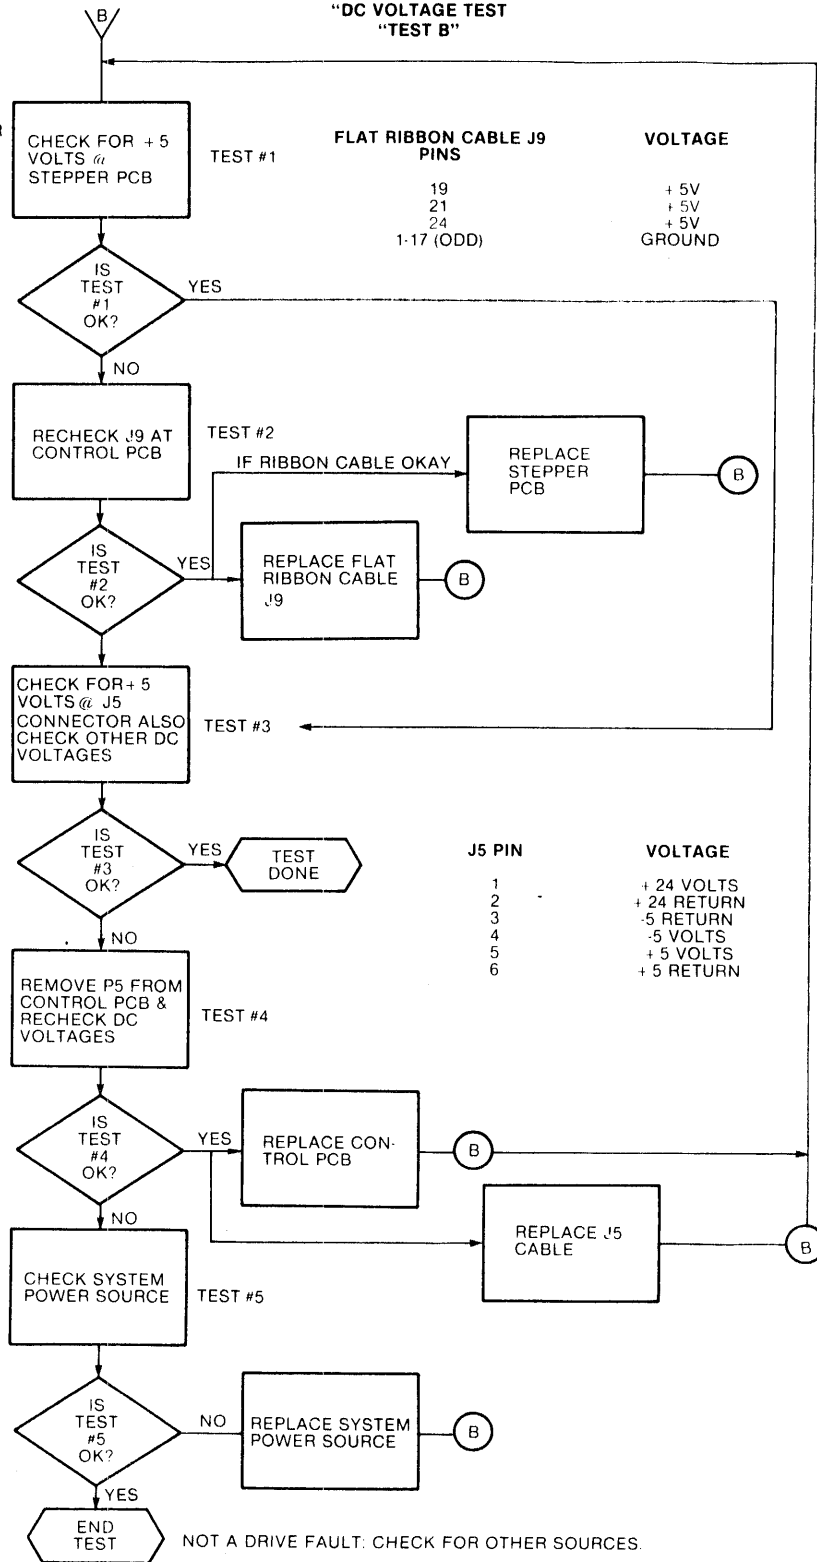 B
"DC VOLTAGE TEST
"TEST B"
R
CHECK FOR + 5
VOLTS @
STEPPER PCB
TEST #1
FLAT RIBBON CABLE J9
PINS
VOLTAGE
19 + 5V
21 + 5V
24 + 5V
1-17 (ODD) GROUND
IS
TEST
#1
OK?
YES
NO
RECHECK J9 AT
CONTROL PCB
TEST #2
IF RIBBON CABLE OKAY
REPLACE
STEPPER
PCB
B
IS
TEST
#2
OK?
YES
REPLACE FLAT
RIBBON CABLE
J9
B
CHECK FOR + 5
VOLTS @ J5
CONNECTOR ALSO
CHECK OTHER DC
VOLTAGES
TEST #3
IS
TEST
#3
OK?
YES
TEST
DONE
NO
J5 PIN VOLTAGE
1 + 24 VOLTS
2 + 24 RETURN
3 -5 RETURN
4 -5 VOLTS
5 + 5 VOLTS
6 + 5 RETURN
REMOVE P5 FROM
CONTROL PCB &
RECHECK DC
VOLTAGES
TEST #4
IS
TEST
#4
OK?
YES
REPLACE CON-
TROL PCB
B
NO
REPLACE J5
CABLE
B
CHECK SYSTEM
POWER SOURCE
TEST #5
IS
TEST
#5
OK?
NO
REPLACE SYSTEM
POWER SOURCE
B
YES
END
TEST
NOT A DRIVE FAULT: CHECK FOR OTHER SOURCES.